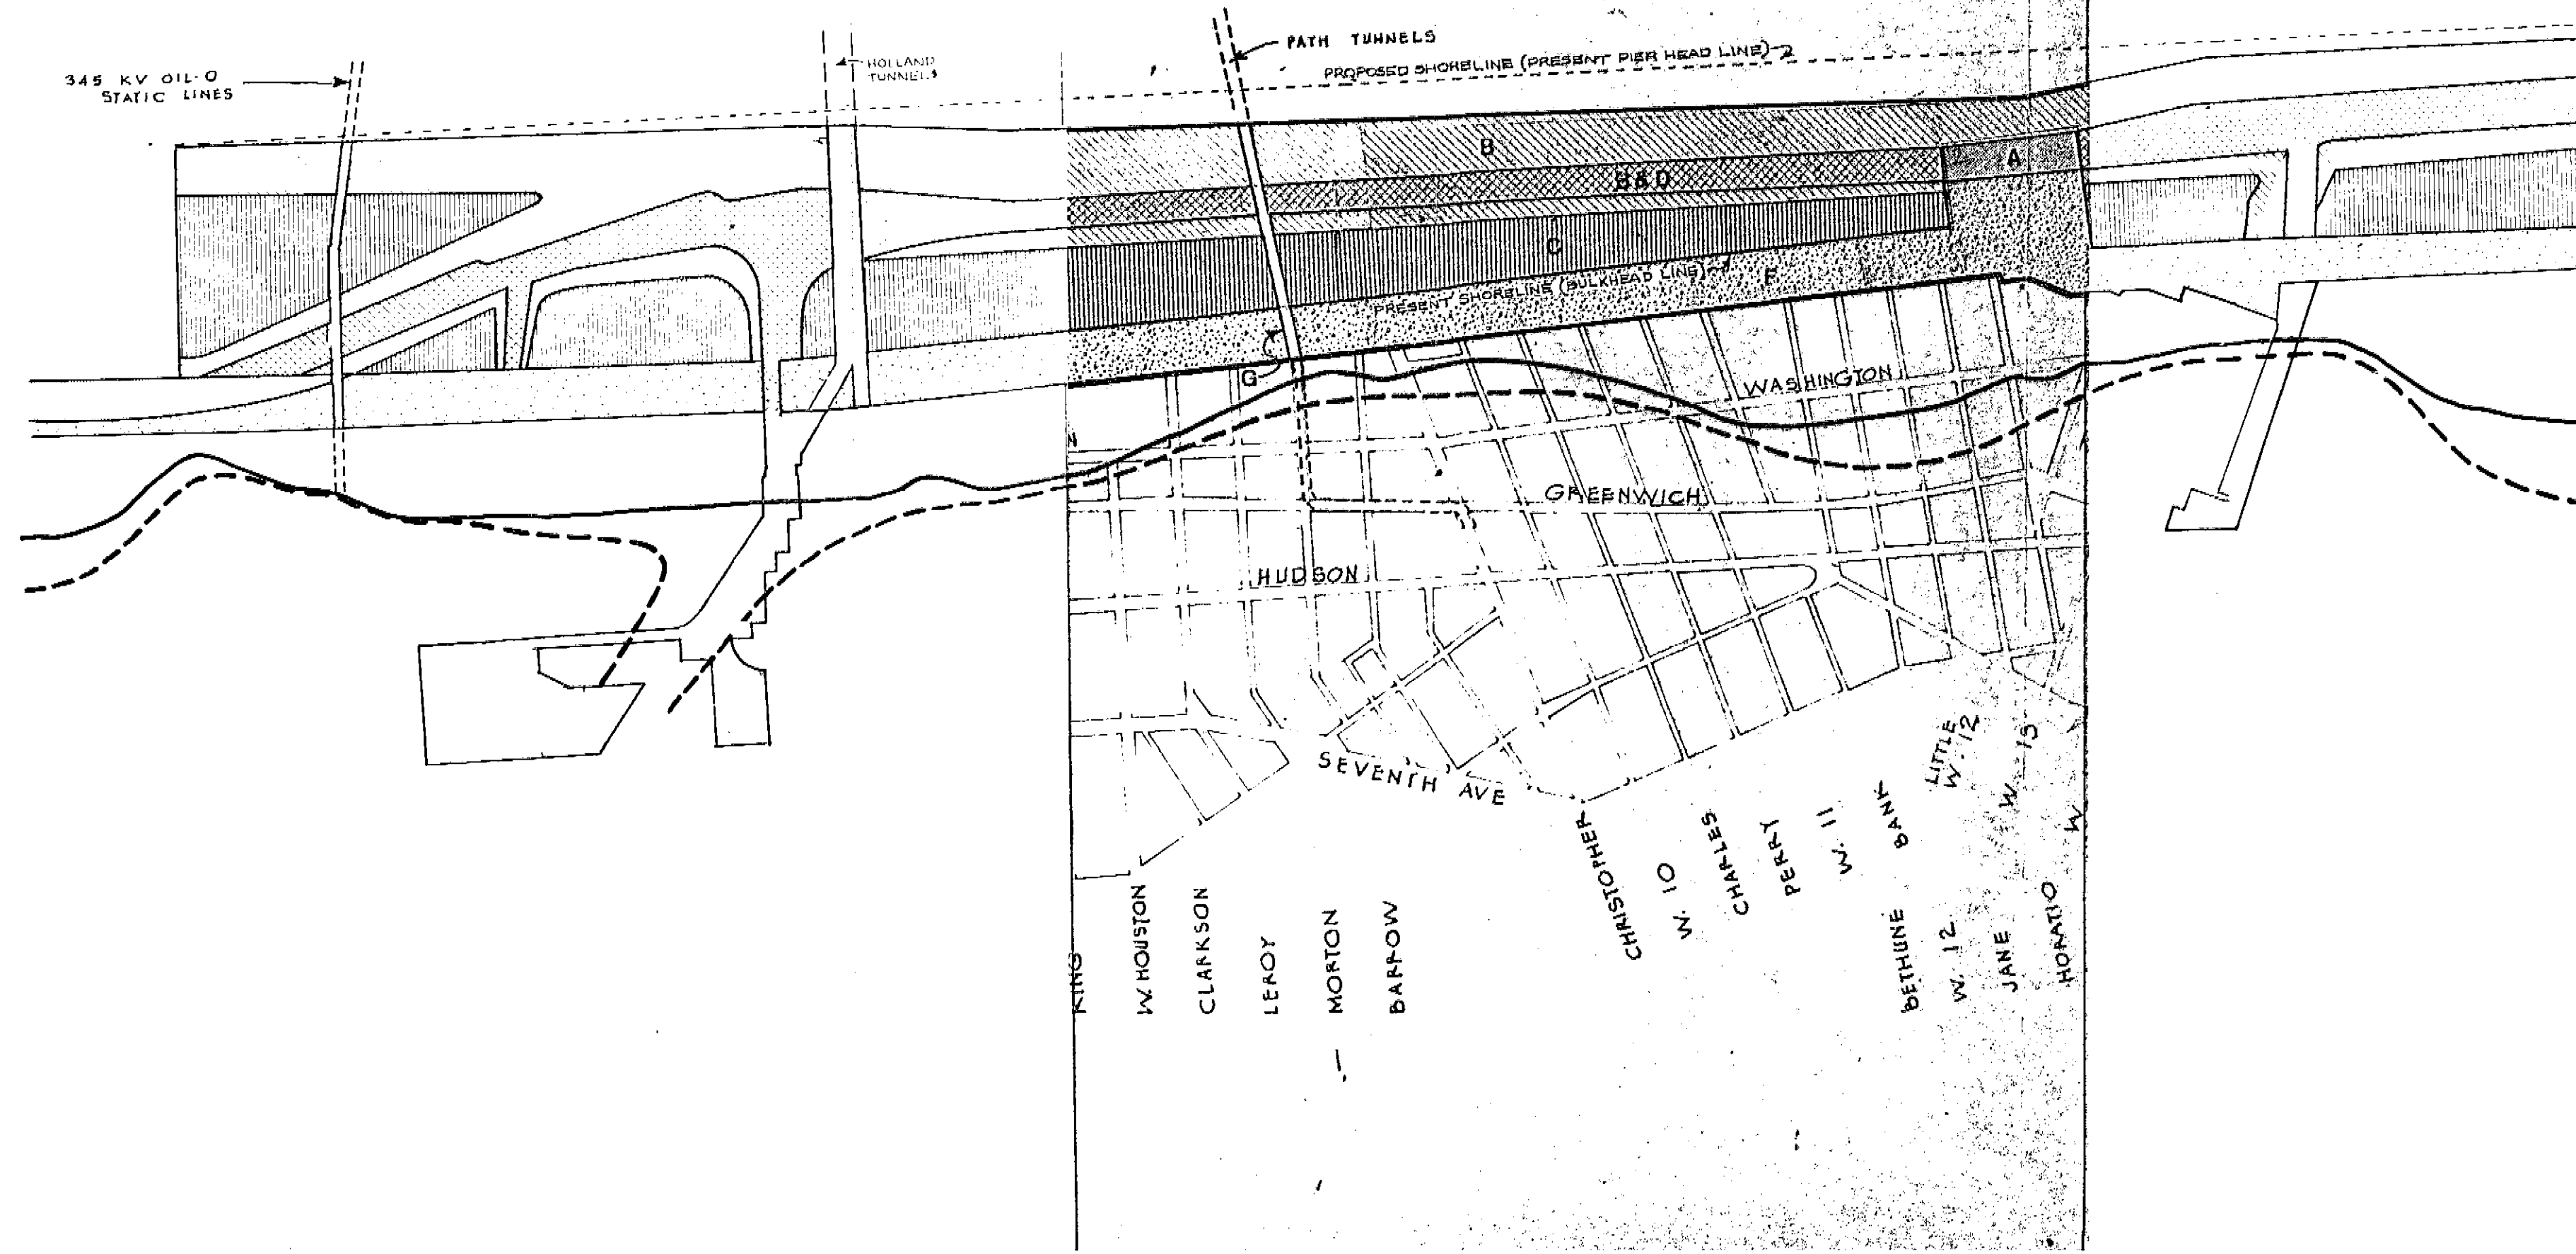 345 KV OIL-O
STATIC LINES
HOLLAND
TUNNELS
PATH TUNNELS
PROPOSED SHORELINE (PRESENT PIER HEAD LINE)
B
A
B&D
C
PRESENT SHORELINE (BULKHEAD LINE)
F
G
WASHINGTON
N
GREENWICH
HUDSON
SEVENTH AVE
KING
W. HOUSTON
CLARKSON
LEROY
MORTON
BARROW
CHRISTOPHER
W. 10
CHARLES
PERRY
W. 11
BANK
BETHUNE
LITTLE
W. 12
W. 12
W. 13
JANE
HORATIO
W